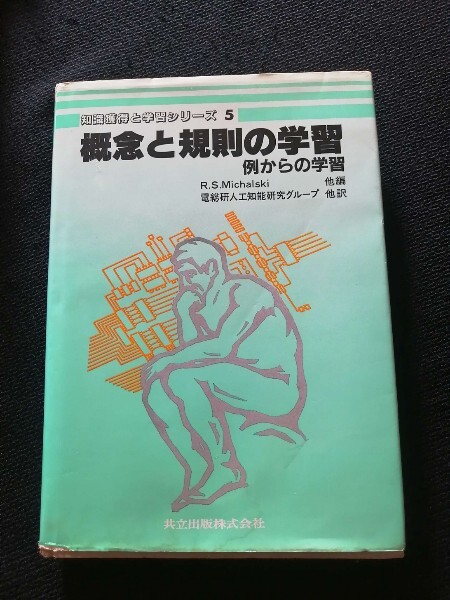 知識獲得と学習シリーズ 5
概念と規則の学習
例からの学習
R.S.Michalski 他編
電総研人工知能研究グループ 他訳
共立出版株式会社